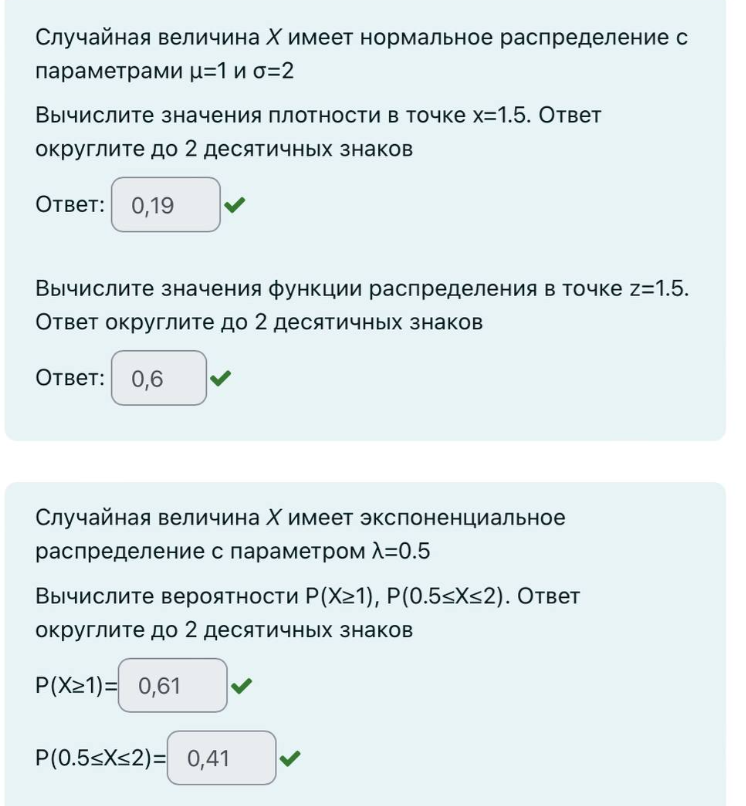 Случайная величина X имеет нормальное распределение с
параметрами μ=1 и σ=2
Вычислите значения плотности в точке x=1.5. Ответ
округлите до 2 десятичных знаков
Ответ: 0,19
Вычислите значения функции распределения в точке z=1.5.
Ответ округлите до 2 десятичных знаков
Ответ: 0,6
Случайная величина X имеет экспоненциальное
распределение с параметром λ=0.5
Вычислите вероятности P(X≥1), P(0.5≤X≤2). Ответ
округлите до 2 десятичных знаков
P(X≥1)= 0,61
P(0.5≤X≤2)= 0,41